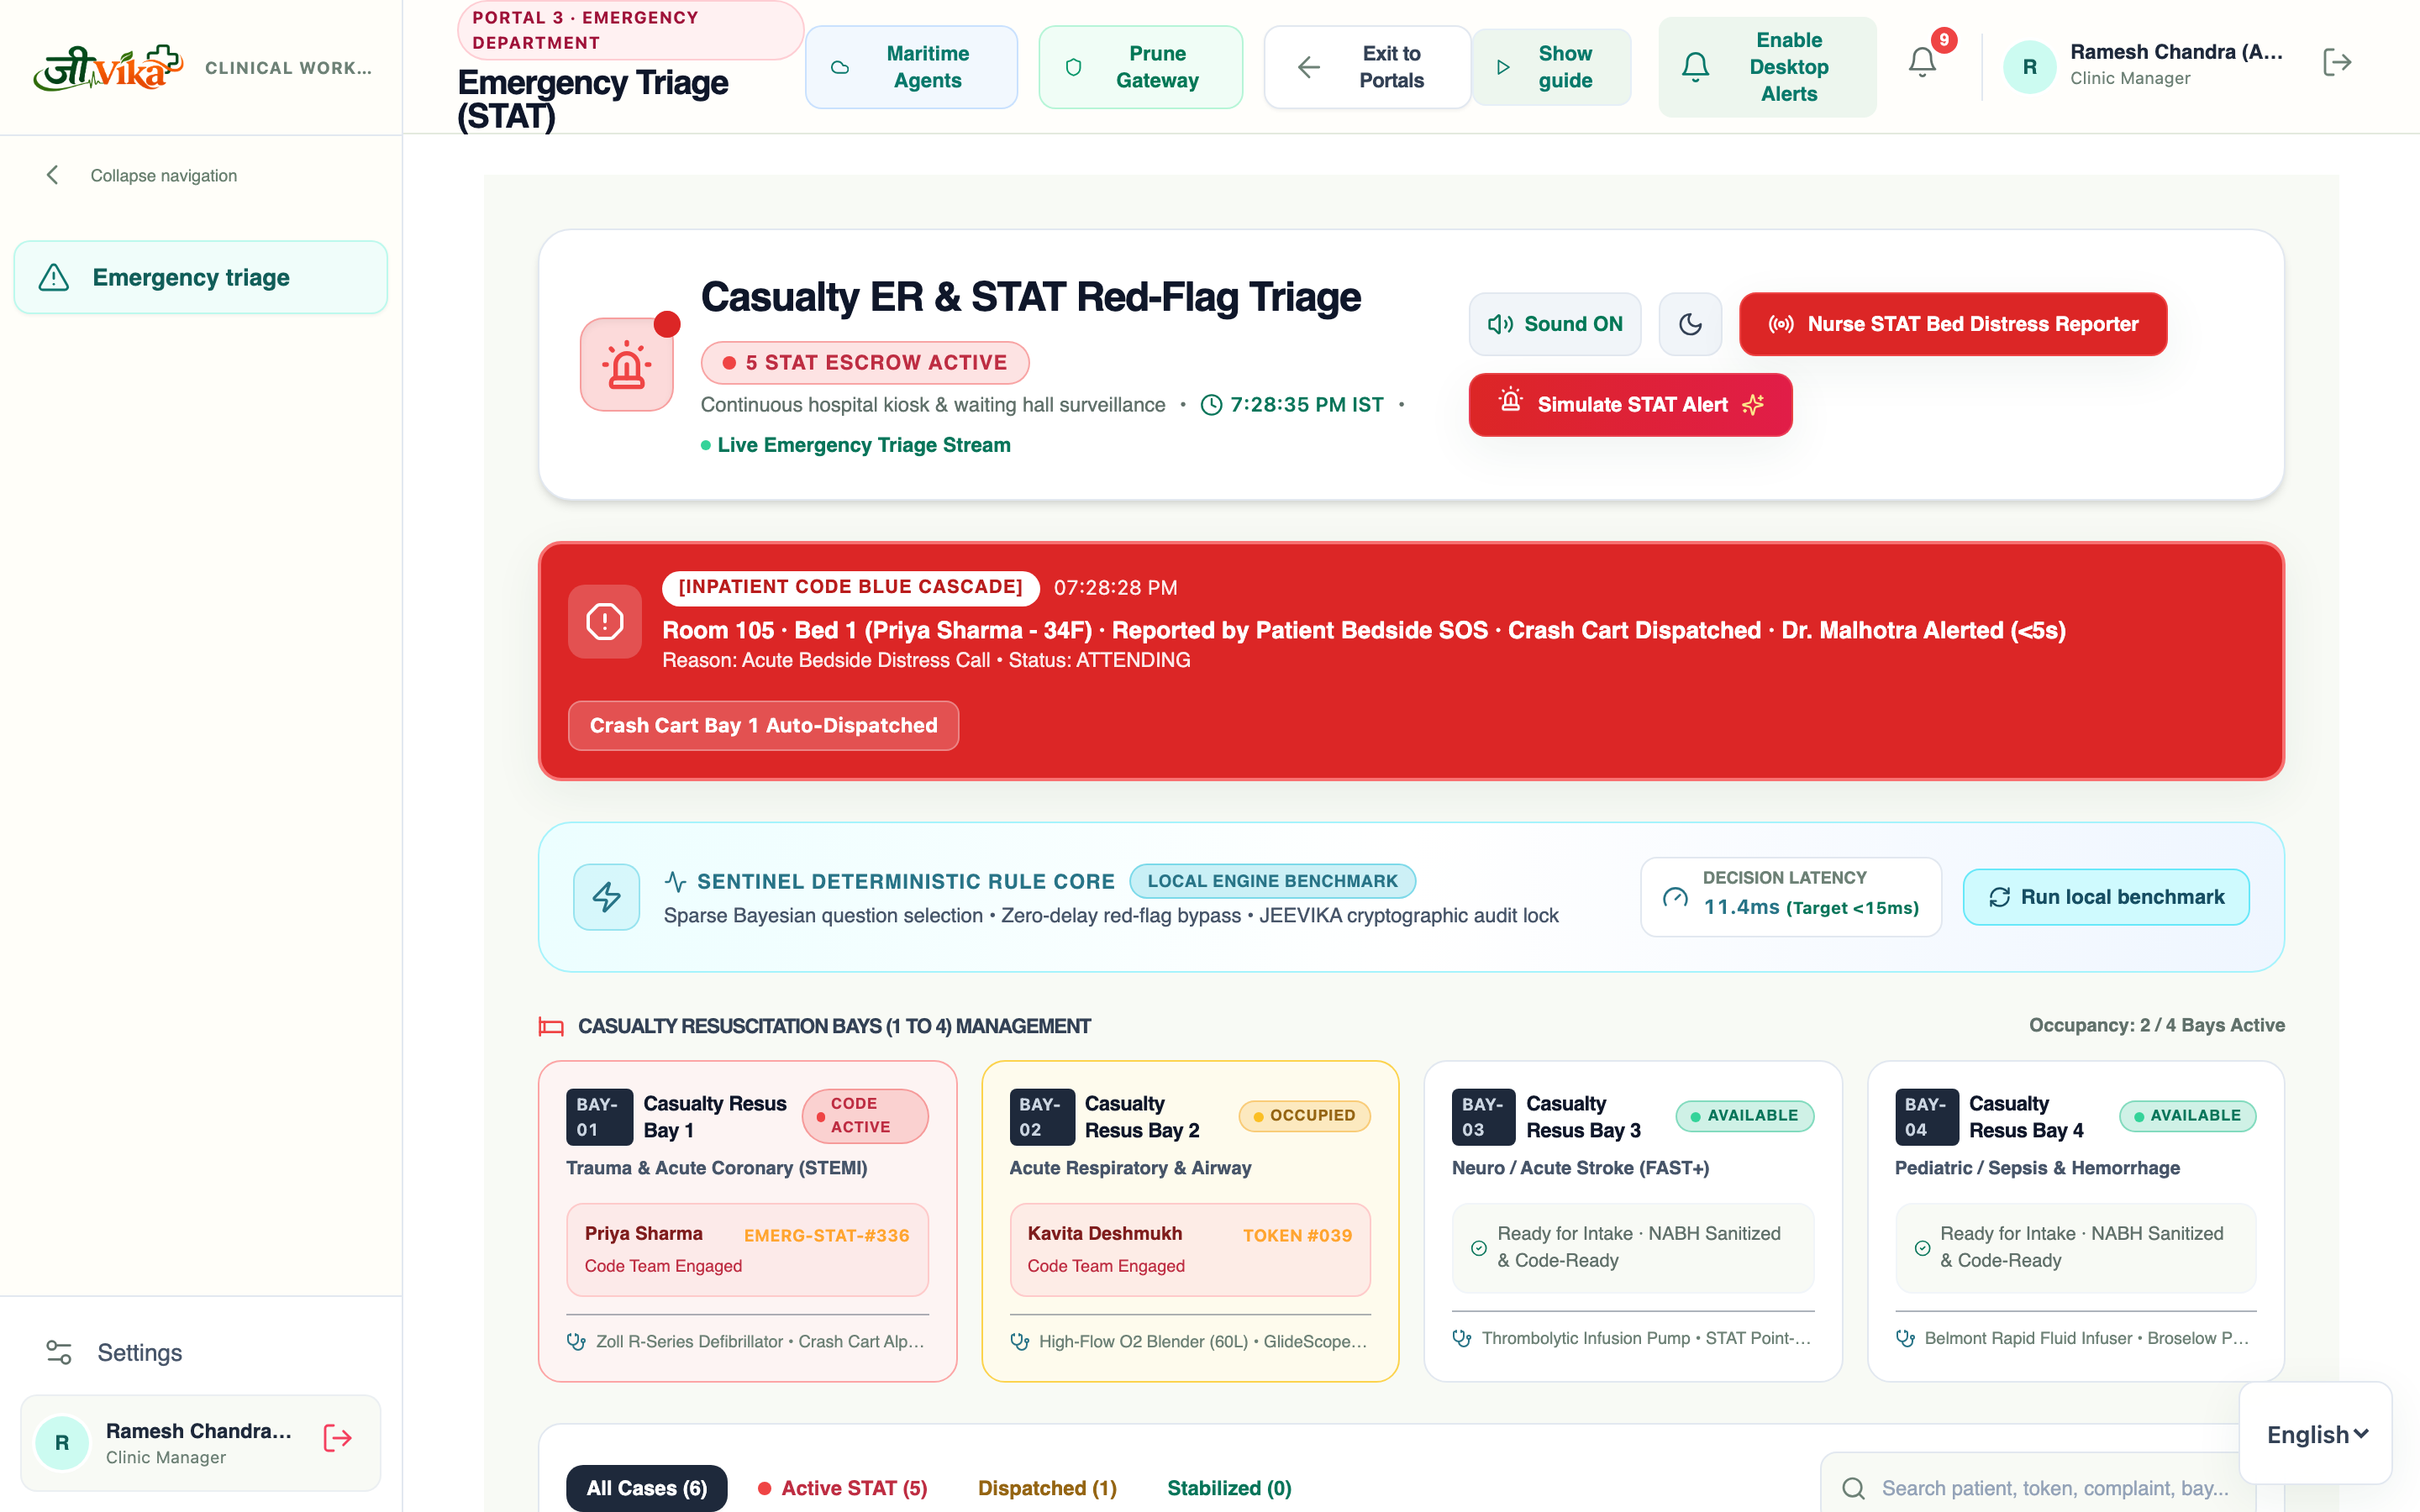 जीvika
CLINICAL WORK...
Collapse navigation
Emergency triage
Settings
R
Ramesh Chandra...
Clinic Manager
PORTAL 3 · EMERGENCY
DEPARTMENT
Emergency Triage
(STAT)
Maritime
Agents
Prune
Gateway
Exit to
Portals
Show
guide
Enable
Desktop
Alerts
9
R
Ramesh Chandra (A...
Clinic Manager
Casualty ER & STAT Red-Flag Triage
5 STAT ESCROW ACTIVE
Continuous hospital kiosk & waiting hall surveillance • 7:28:35 PM IST •
Live Emergency Triage Stream
Sound ON
Nurse STAT Bed Distress Reporter
Simulate STAT Alert
[INPATIENT CODE BLUE CASCADE] 07:28:28 PM
Room 105 · Bed 1 (Priya Sharma - 34F) · Reported by Patient Bedside SOS · Crash Cart Dispatched · Dr. Malhotra Alerted (<5s)
Reason: Acute Bedside Distress Call • Status: ATTENDING
Crash Cart Bay 1 Auto-Dispatched
SENTINEL DETERMINISTIC RULE CORE LOCAL ENGINE BENCHMARK
Sparse Bayesian question selection • Zero-delay red-flag bypass • JEEVIKA cryptographic audit lock
DECISION LATENCY
11.4ms (Target <15ms)
Run local benchmark
CASUALTY RESUSCITATION BAYS (1 TO 4) MANAGEMENT
Occupancy: 2 / 4 Bays Active
BAY-
01
Casualty Resus
Bay 1
CODE
ACTIVE
Trauma & Acute Coronary (STEMI)
Priya Sharma EMERG-STAT-#336
Code Team Engaged
Zoll R-Series Defibrillator • Crash Cart Alp...
BAY-
02
Casualty
Resus Bay 2
OCCUPIED
Acute Respiratory & Airway
Kavita Deshmukh TOKEN #039
Code Team Engaged
High-Flow O2 Blender (60L) • GlideScope...
BAY-
03
Casualty
Resus Bay 3
AVAILABLE
Neuro / Acute Stroke (FAST+)
Ready for Intake · NABH Sanitized
& Code-Ready
Thrombolytic Infusion Pump • STAT Point-...
BAY-
04
Casualty
Resus Bay 4
AVAILABLE
Pediatric / Sepsis & Hemorrhage
Ready for Intake · NABH Sanitized
& Code-Ready
Belmont Rapid Fluid Infuser • Broselow P...
All Cases (6)
Active STAT (5)
Dispatched (1)
Stabilized (0)
Search patient, token, complaint, bay...
English